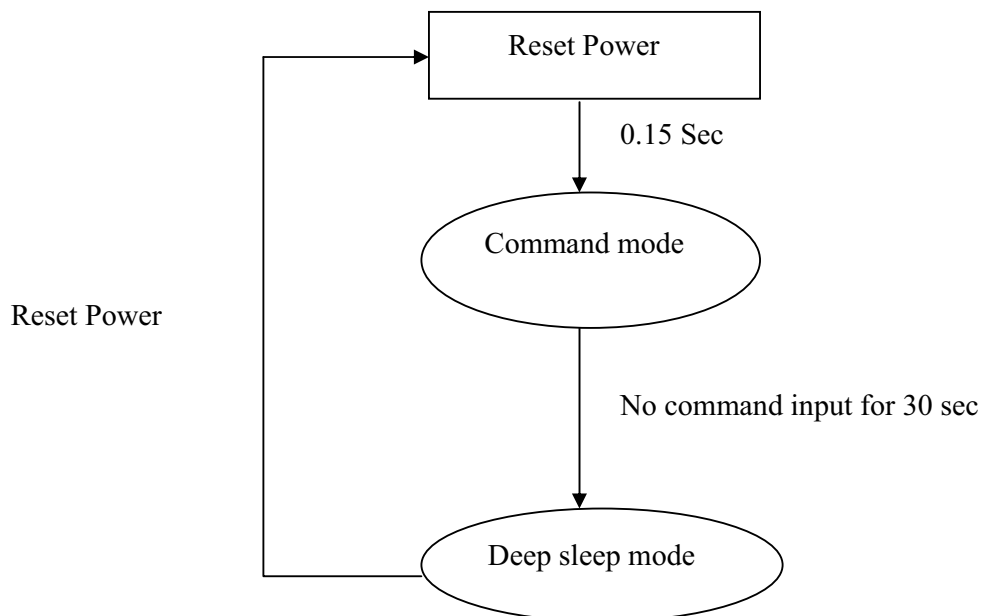 Reset Power
0.15 Sec
Command mode
Reset Power
No command input for 30 sec
Deep sleep mode